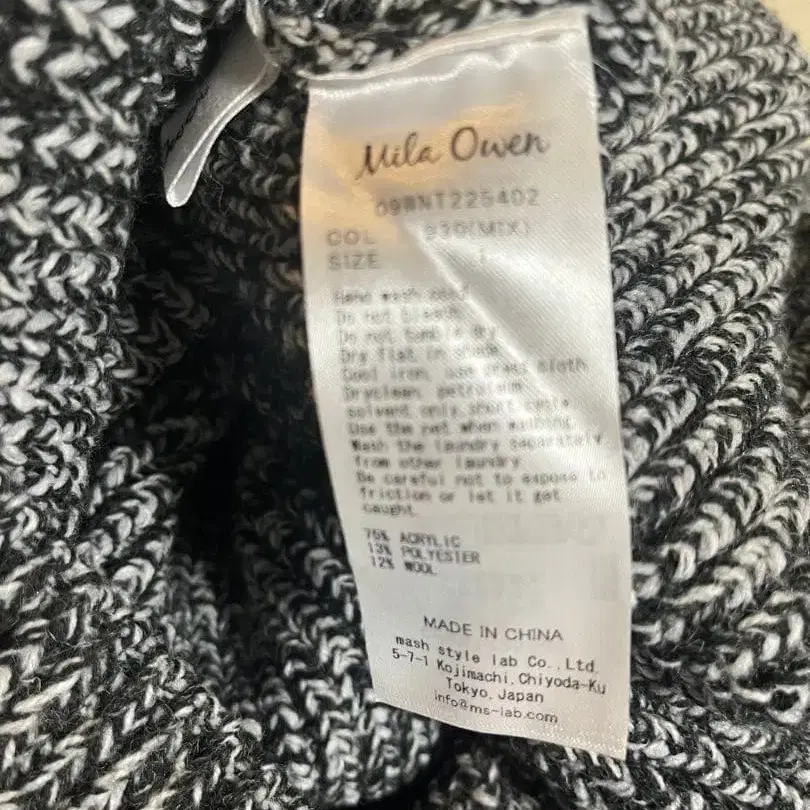 Mila Owen
09WNT225402
COL 930(MIX)
SIZE 1
Hand wash only
Do not bleach
Do not tumble dry
Dry flat in shade
Cool iron, use press cloth
Dryclean, petroleum
solvent only, short cycle.
Use the net when washing.
Wash the laundry separately
from other laundry.
Be careful not to expose to
friction or let it get
caught.
75% ACRYLIC
13% POLYESTER
12% WOOL
MADE IN CHINA
mash style lab Co., Ltd.
5-7-1 Kojimachi, Chiyoda-Ku
Tokyo, Japan
info@ms-lab.com